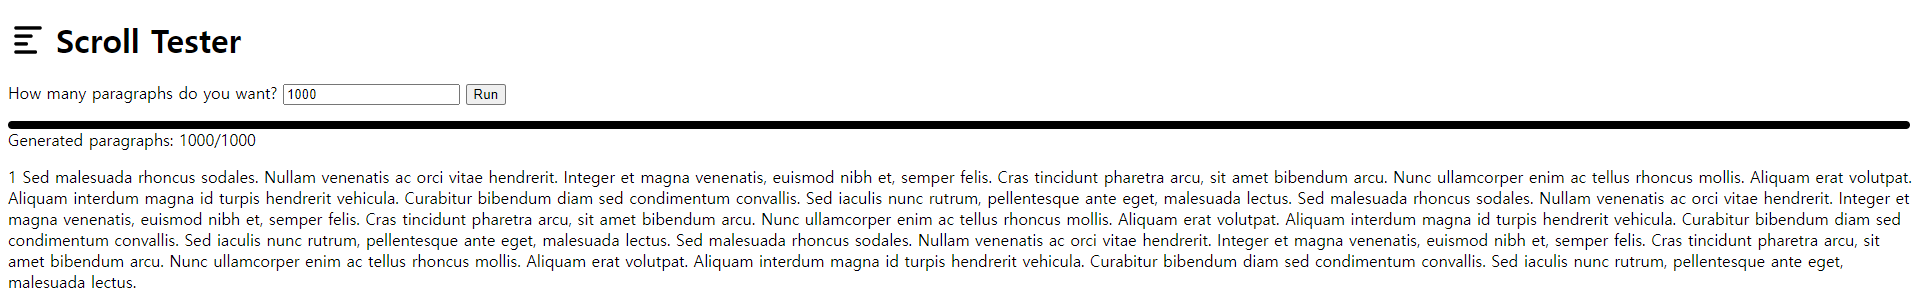 Scroll Tester
How many paragraphs do you want? 1000 Run
Generated paragraphs: 1000/1000
1 Sed malesuada rhoncus sodales. Nullam venenatis ac orci vitae hendrerit. Integer et magna venenatis, euismod nibh et, semper felis. Cras tincidunt pharetra arcu, sit amet bibendum arcu. Nunc ullamcorper enim ac tellus rhoncus mollis. Aliquam erat volutpat.
Aliquam interdum magna id turpis hendrerit vehicula. Curabitur bibendum diam sed condimentum convallis. Sed iaculis nunc rutrum, pellentesque ante eget, malesuada lectus. Sed malesuada rhoncus sodales. Nullam venenatis ac orci vitae hendrerit. Integer et
magna venenatis, euismod nibh et, semper felis. Cras tincidunt pharetra arcu, sit amet bibendum arcu. Nunc ullamcorper enim ac tellus rhoncus mollis. Aliquam erat volutpat. Aliquam interdum magna id turpis hendrerit vehicula. Curabitur bibendum diam sed
condimentum convallis. Sed iaculis nunc rutrum, pellentesque ante eget, malesuada lectus. Sed malesuada rhoncus sodales. Nullam venenatis ac orci vitae hendrerit. Integer et magna venenatis, euismod nibh et, semper felis. Cras tincidunt pharetra arcu, sit
amet bibendum arcu. Nunc ullamcorper enim ac tellus rhoncus mollis. Aliquam erat volutpat. Aliquam interdum magna id turpis hendrerit vehicula. Curabitur bibendum diam sed condimentum convallis. Sed iaculis nunc rutrum, pellentesque ante eget,
malesuada lectus.